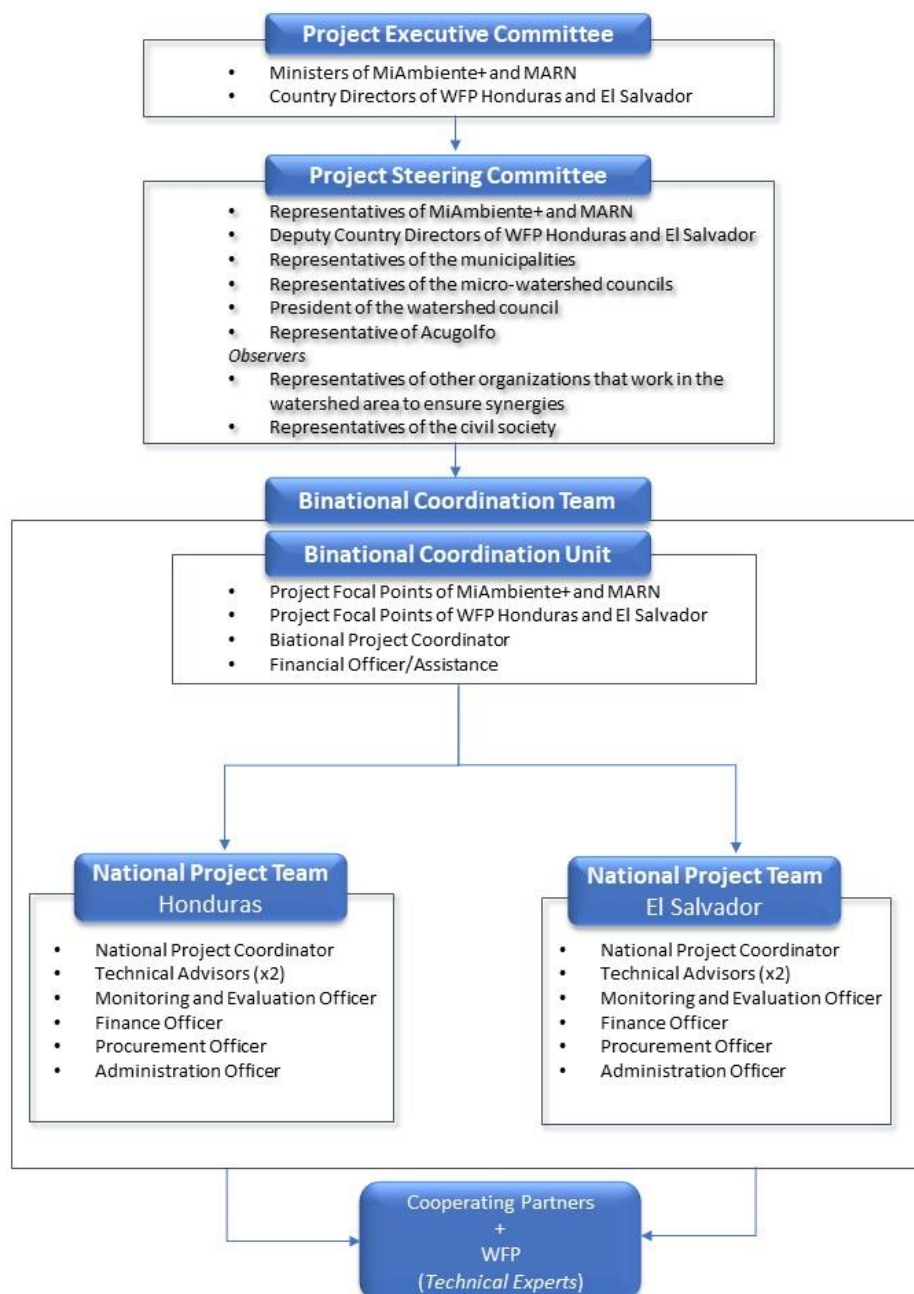 Project Executive Committee
• Ministers of MiAmbiente+ and MARN
• Country Directors of WFP Honduras and El Salvador
Project Steering Committee
• Representatives of MiAmbiente+ and MARN
• Deputy Country Directors of WFP Honduras and El Salvador
• Representatives of the municipalities
• Representatives of the micro-watershed councils
• President of the watershed council
• Representative of Acugolfo
Observers
• Representatives of other organizations that work in the
watershed area to ensure synergies
• Representatives of the civil society
Binational Coordination Team
Binational Coordination Unit
• Project Focal Points of MiAmbiente+ and MARN
• Project Focal Points of WFP Honduras and El Salvador
• Biational Project Coordinator
• Financial Officer/Assistance
National Project Team
Honduras
• National Project Coordinator
• Technical Advisors (x2)
• Monitoring and Evaluation Officer
• Finance Officer
• Procurement Officer
• Administration Officer
National Project Team
El Salvador
• National Project Coordinator
• Technical Advisors (x2)
• Monitoring and Evaluation Officer
• Finance Officer
• Procurement Officer
• Administration Officer
Cooperating Partners
+
WFP
(Technical Experts)